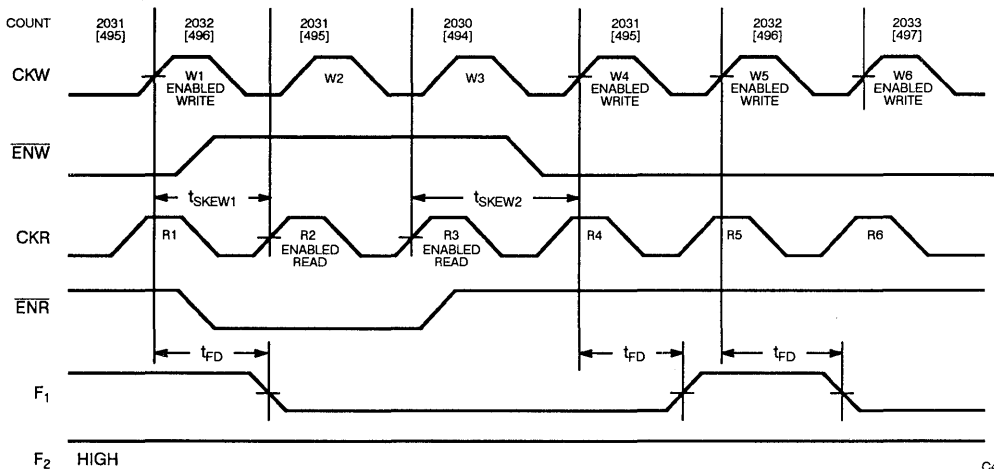 COUNT 2031 2032 2031 2030 2031 2032 2033
[495] [496] [495] [494] [495] [496] [497]
CKW W1 W2 W3 W4 W5 W6
ENABLED ENABLED ENABLED ENABLED
WRITE WRITE WRITE WRITE
ENW
tSKEW1 tSKEW2
CKR R1 R2 R3 R4 R5 R6
ENABLED ENABLED
READ READ
ENR
tFD tFD tFD
F1
F2 HIGH